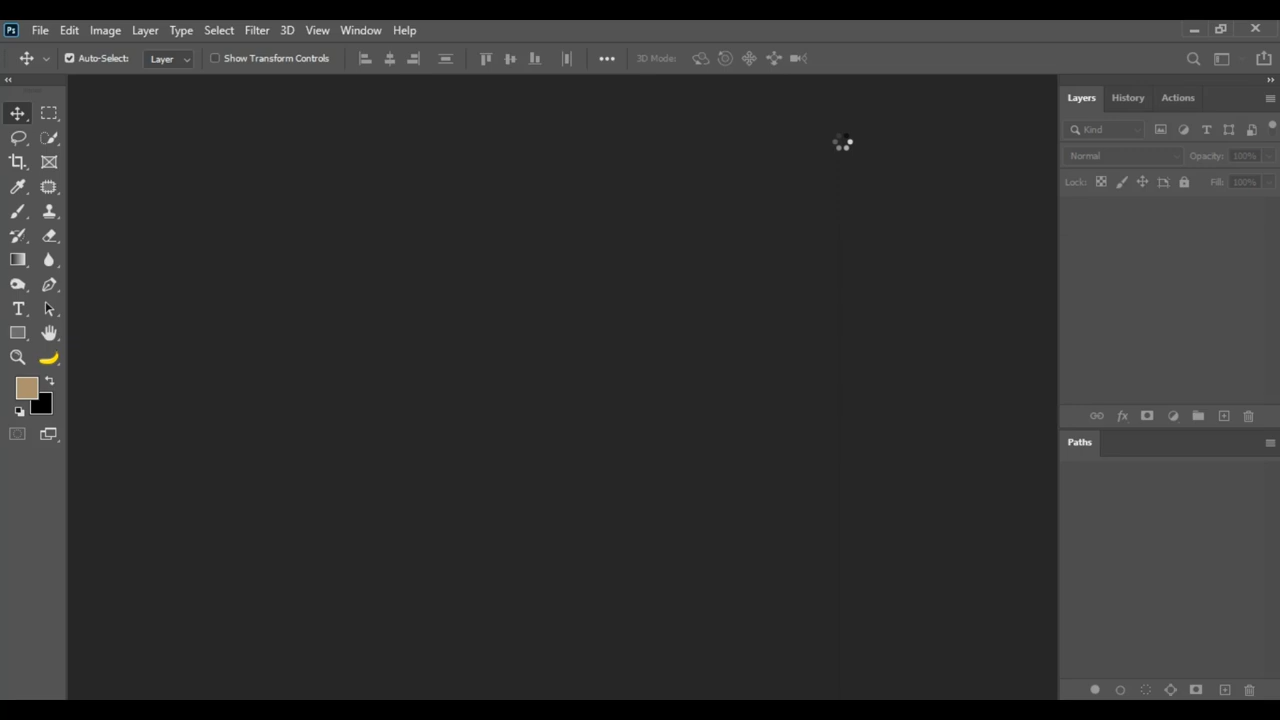 Ps File Edit Image Layer Type Select Filter 3D View Window Help
Auto-Select: Layer Show Transform Controls 3D Mode:
Layers History Actions
Kind
Normal Opacity: 100%
Lock: Fill: 100%
fx
Paths